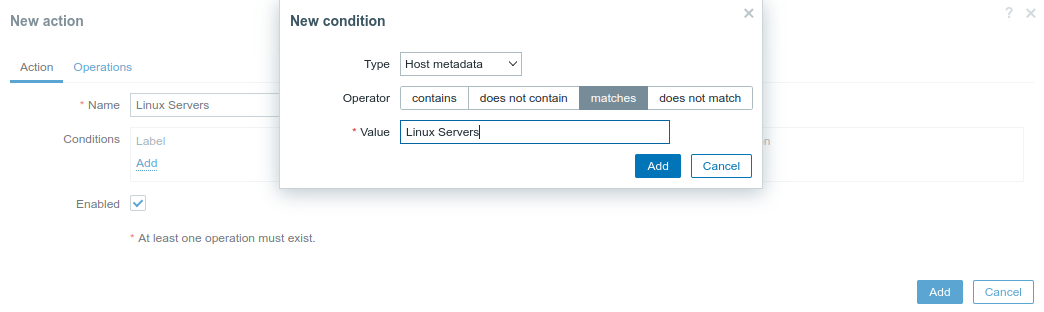 New action
?
New condition
Action
Operations
Type
Host metadata
Operator
contains
does not contain
matches
does not match
* Name
Linux Servers
* Value
Linux Servers
Conditions
Label
Add
Add
Cancel
Enabled
* At least one operation must exist.
Add
Cancel